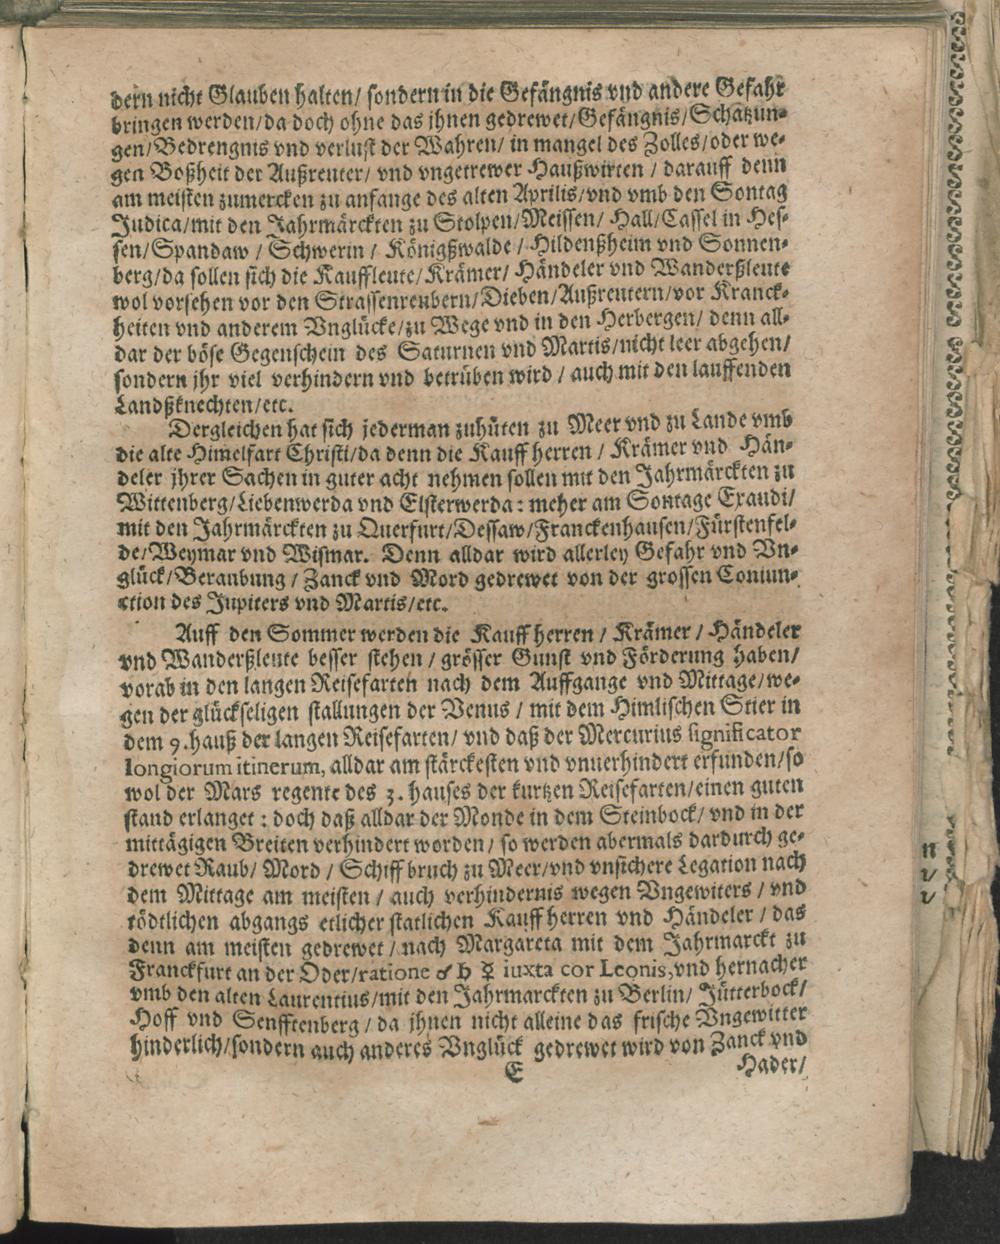 dern nicht Glauben halten/ sondern in die Gefängnis vnd andere Gefahr
bringen werden/da doch ohne das jhnen gedrewet/Gefängnis/Schatzun-
gen/Bedrengnis vnd verlust der Wahren/ in mangel des Zolles/oder we-
gen Boßheit der Außreuter/ vnd vngetrewer Haußwirten / darauff denn
am meisten zumercken zu anfange des alten Aprilis/vnd vmb den Sontag
Judica/mit den Jahrmärckten zu Stolpen/Meissen/ Hall/Cassel in Hes-
sen/Spandaw / Schwerin / Königßwalde / Hildenßheim vnd Sonnen-
berg/da sollen sich die Kauffleute/Krämer/ Händeler vnd Wanderßleute
wol vorsehen vor den Strassenreubern/Dieben/Außreutern/vor Kranck-
heiten vnd anderem Vnglücke/zu Wege vnd in den Herbergen/ denn all-
dar der böse Gegenschein des Saturnen vnd Martis/nicht leer abgehen/
sondern jhr viel verhindern vnd betrüben wird / auch mit den lauffenden
Landßknechten/etc.
Dergleichen hat sich jederman zuhüten zu Meer vnd zu Lande vmb
die alte Himelfart Christi/da denn die Kauffherren / Krämer vnd Hän-
deler jhrer Sachen in guter acht nehmen sollen mit den Jahrmärckten zu
Wittenberg/Liebenwerda vnd Elsterwerda: meher am Sontage Exaudi/
mit den Jahrmärckten zu Querfurt/Dessaw/Franckenhausen/Fürstenfel-
de/Weymar vnd Wismar. Denn alldar wird allerley Gefahr vnd Vn-
glück/Beraubung / Zanck vnd Mord gedrewet von der grossen Coniun-
ction des Jupiters vnd Martis/etc.
Auff den Sommer werden die Kauffherren / Krämer / Händeler
vnd Wanderßleute besser stehen / grösser Gunst vnd Förderung haben/
vorab in den langen Reisefarten nach dem Auffgange vnd Mittage/we-
gen der glückseligen stallungen der Venus / mit dem Himlischen Stier in
dem 9.hauß der langen Reisefarten/ vnd daß der Mercurius significator
longiorum itinerum, alldar am stärckesten vnd vnuerhindert erfunden/so
wol der Mars regente des 3. hauses der kurtzen Reisefarten/einen guten
stand erlanget : doch daß alldar der Monde in dem Steinbock/ vnd in der
mittägigen Breiten verhindert worden/ so werden abermals dardurch ge-
drewet Raub/ Mord / Schiffbruch zu Meer/vnd vnsichere Legation nach
dem Mittage am meisten / auch verhindernis wegen Vngewiters / vnd
tödtlichen abgangs etlicher statlichen Kauffherren vnd Händeler / das
denn am meisten gedrewet / nach Margareta mit dem Jahrmarckt zu
Franckfurt an der Oder/ratione ♂ ♄ ☿ iuxta cor Leonis,vnd hernacher
vmb den alten Laurentius/mit den Jahrmarckten zu Berlin/ Jütterbock/
Hoff vnd Senfftenberg / da jhnen nicht alleine das frische Vngewitter
hinderlich/sondern auch anderes Vnglück gedrewet wird von Zanck vnd
E
Hader/
n
v
v